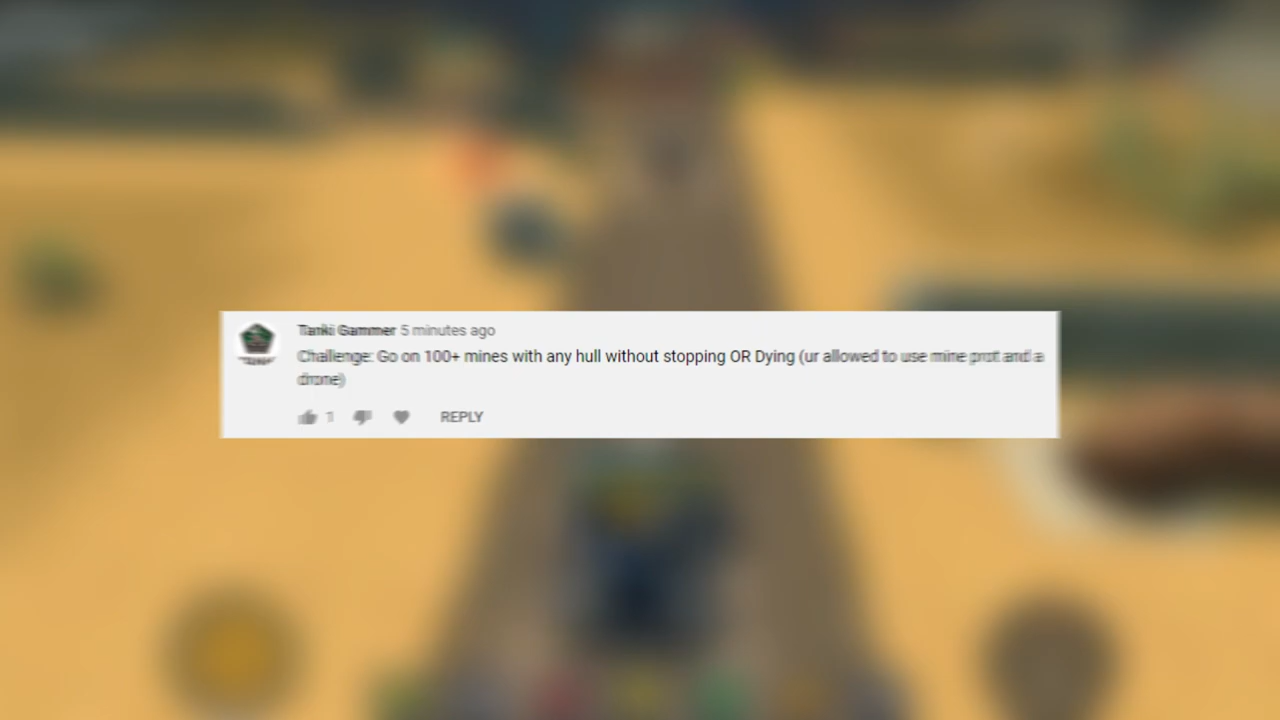 Tanki Gammer 5 minutes ago
Challenge: Go on 100+ mines with any hull without stopping OR Dying (ur allowed to use mine prott and a
drone)
1 REPLY